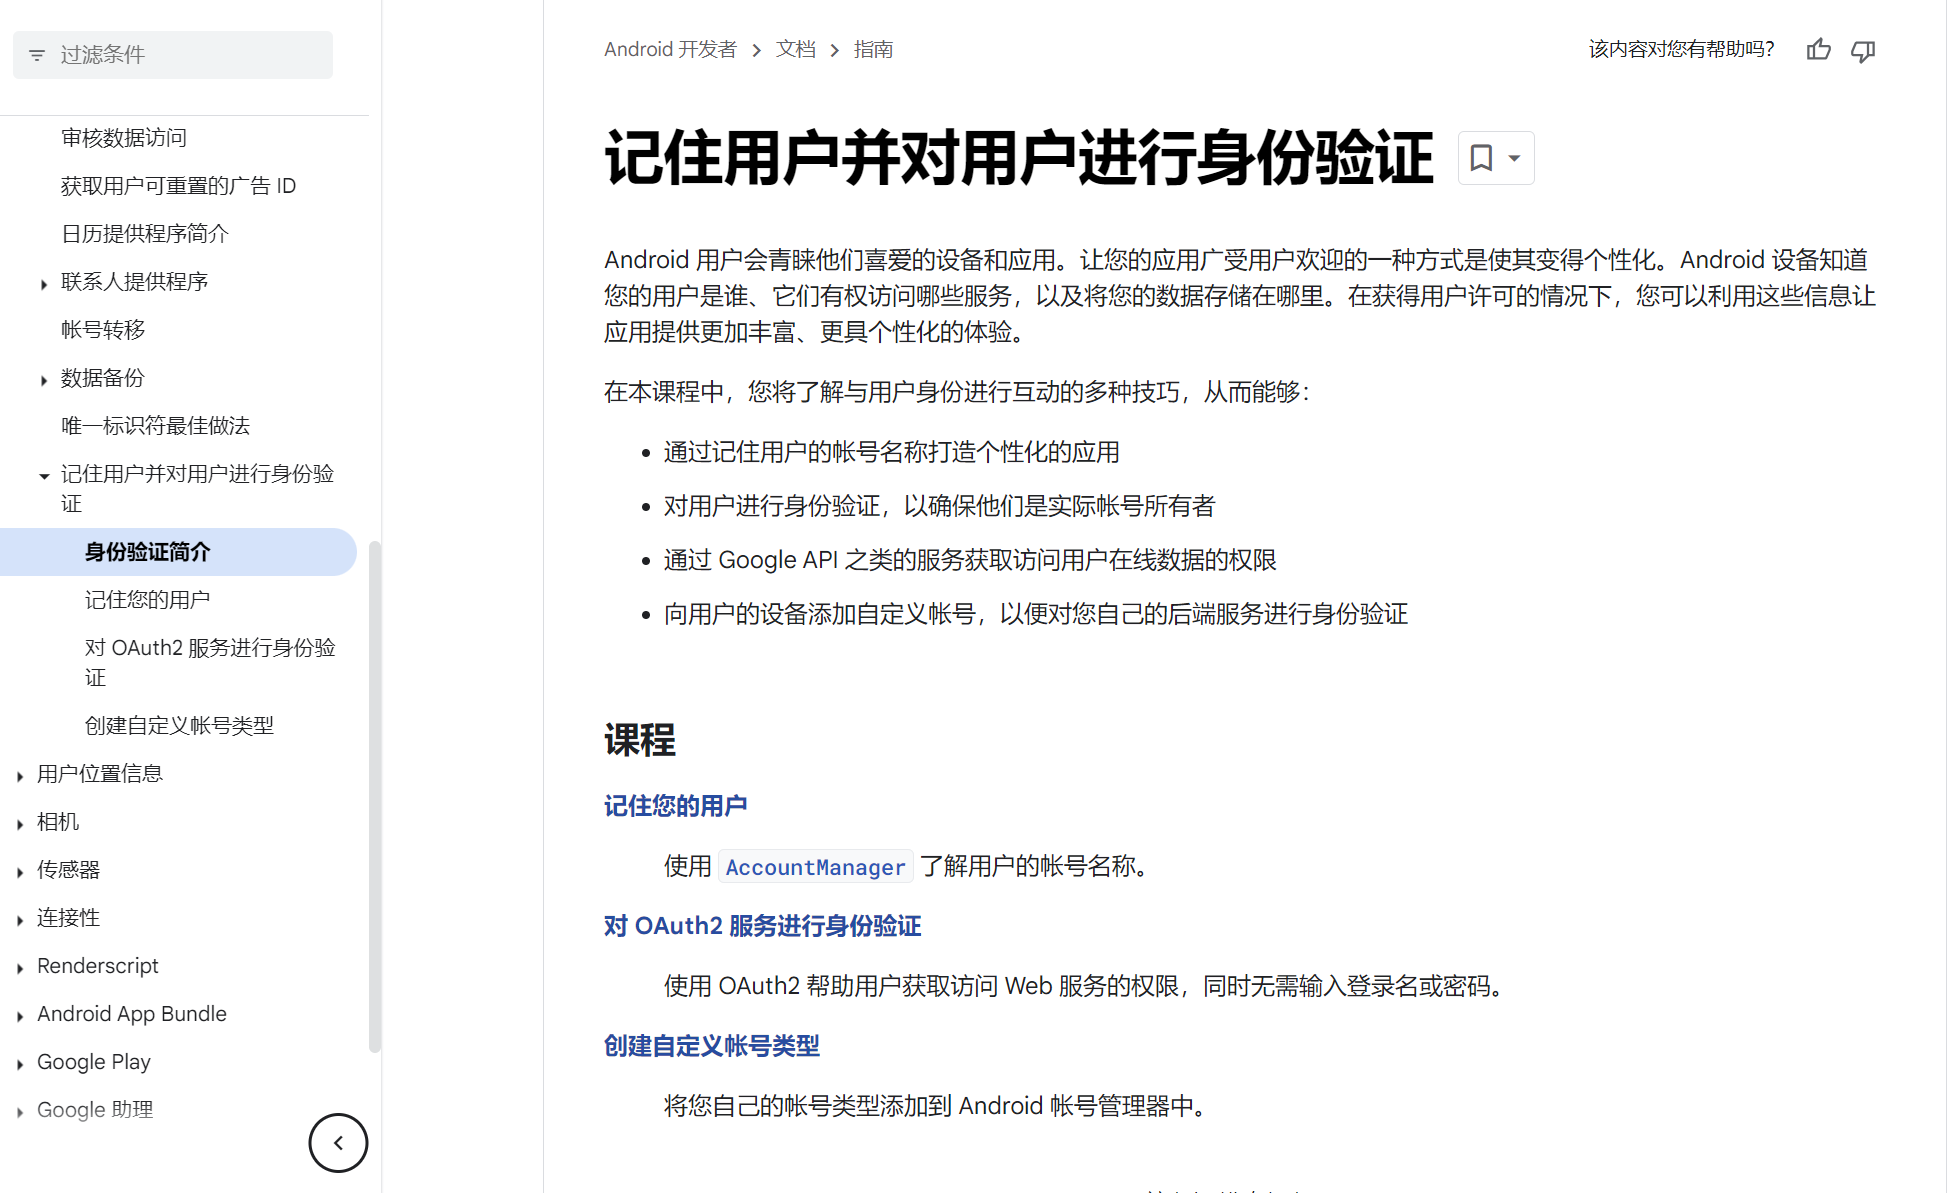 过滤条件
审核数据访问
获取用户可重置的广告 ID
日历提供程序简介
联系人提供程序
帐号转移
数据备份
唯一标识符最佳做法
记住用户并对用户进行身份验
证
身份验证简介
记住您的用户
对 OAuth2 服务进行身份验
证
创建自定义帐号类型
用户位置信息
相机
传感器
连接性
Renderscript
Android App Bundle
Google Play
Google 助理
Android 开发者 > 文档 > 指南
该内容对您有帮助吗？
记住用户并对用户进行身份验证
Android 用户会青睐他们喜爱的设备和应用。让您的应用广受用户欢迎的一种方式是使其变得个性化。Android 设备知道
您的用户是谁、它们有权访问哪些服务，以及将您的数据存储在哪里。在获得用户许可的情况下，您可以利用这些信息让
应用提供更加丰富、更具个性化的体验。
在本课程中，您将了解与用户身份进行互动的多种技巧，从而能够：
• 通过记住用户的帐号名称打造个性化的应用
• 对用户进行身份验证，以确保他们是实际帐号所有者
• 通过 Google API 之类的服务获取访问用户在线数据的权限
• 向用户的设备添加自定义帐号，以便对您自己的后端服务进行身份验证
课程
记住您的用户
使用 AccountManager 了解用户的帐号名称。
对 OAuth2 服务进行身份验证
使用 OAuth2 帮助用户获取访问 Web 服务的权限，同时无需输入登录名或密码。
创建自定义帐号类型
将您自己的帐号类型添加到 Android 帐号管理器中。